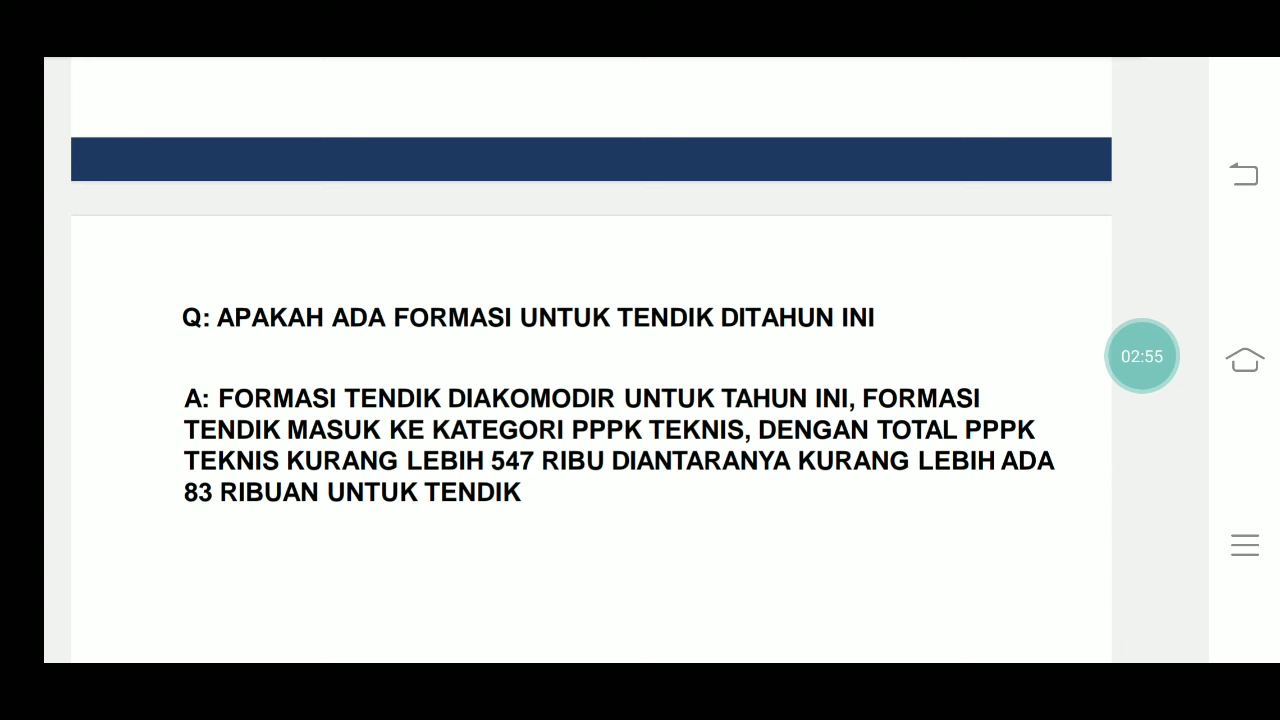 Q: APAKAH ADA FORMASI UNTUK TENDIK DITAHUN INI
A: FORMASI TENDIK DIAKOMODIR UNTUK TAHUN INI, FORMASI
TENDIK MASUK KE KATEGORI PPPK TEKNIS, DENGAN TOTAL PPPK
TEKNIS KURANG LEBIH 547 RIBU DIANTARANYA KURANG LEBIH ADA
83 RIBUAN UNTUK TENDIK
02:55